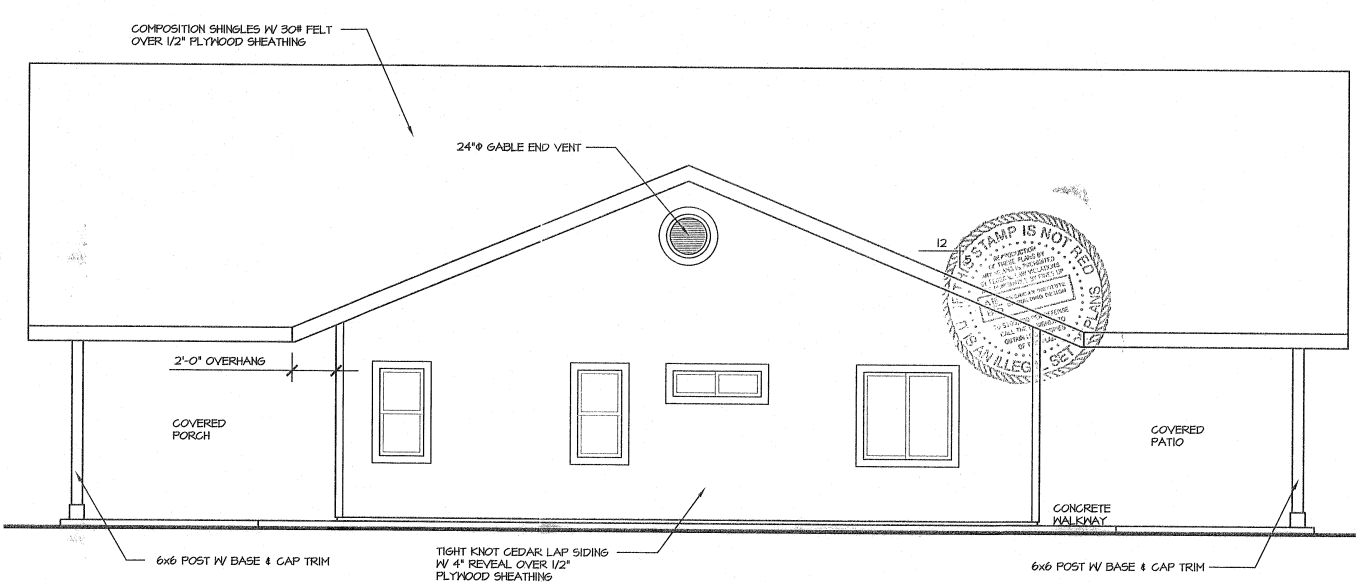 COMPOSITION SHINGLES W/ 30# FELT
OVER 1/2" PLYWOOD SHEATHING
24"Φ GABLE END VENT
12
5
THIS STAMP IS NOT RED
2'-0" OVERHANG
COVERED
PORCH
COVERED
PATIO
CONCRETE
WALKWAY
6x6 POST W/ BASE & CAP TRIM
TIGHT KNOT CEDAR LAP SIDING
W/ 4" REVEAL OVER 1/2"
PLYWOOD SHEATHING
6x6 POST W/ BASE & CAP TRIM